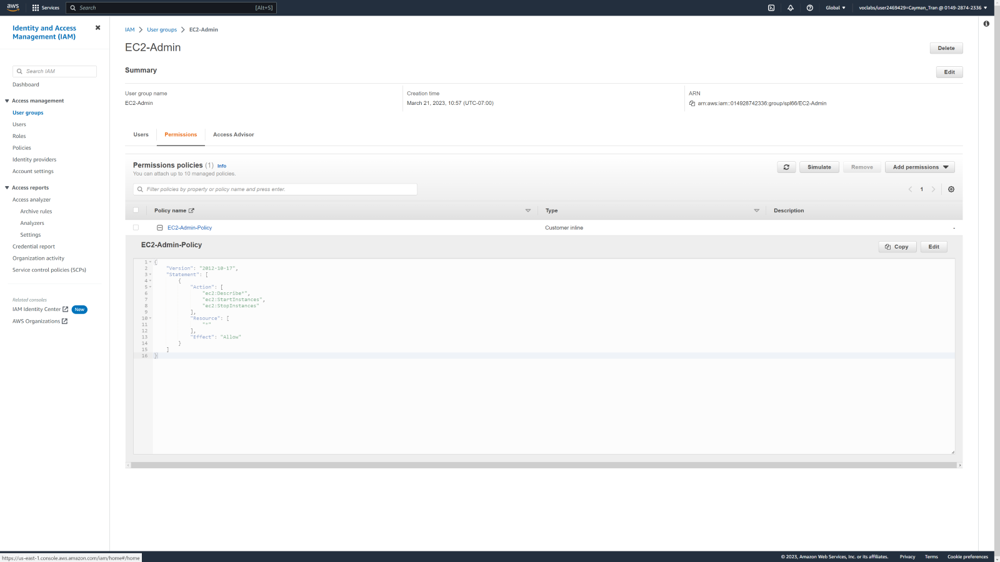 aws
Services
Search
[Alt+S]
Global
voclabs/user2469429=Cayman_Tran @ 0149-2874-2336
Identity and Access
Management (IAM)
Search IAM
Dashboard
Access management
User groups
Users
Roles
Policies
Identity providers
Account settings
Access reports
Access analyzer
Archive rules
Analyzers
Settings
Credential report
Organization activity
Service control policies (SCPs)
Related consoles
IAM Identity Center
New
AWS Organizations
IAM > User groups > EC2-Admin
EC2-Admin
Delete
Summary
Edit
User group name
EC2-Admin
Creation time
March 21, 2023, 10:57 (UTC-07:00)
ARN
arn:aws:iam::014928742336:group/spl66/EC2-Admin
Users
Permissions
Access Advisor
Permissions policies (1)
Info
You can attach up to 10 managed policies.
Simulate
Remove
Add permissions
Filter policies by property or policy name and press enter.
1
Policy name
Type
Description
EC2-Admin-Policy
Customer inline
-
EC2-Admin-Policy
Copy
Edit
1 {
2 "Version": "2012-10-17",
3 "Statement": [
4 {
5 "Action": [
6 "ec2:Describe*",
7 "ec2:StartInstances",
8 "ec2:StopInstances"
9 ],
10 "Resource": [
11 "*"
12 ],
13 "Effect": "Allow"
14 }
15 ]
16 }
https://us-east-1.console.aws.amazon.com/iam/home#/home
© 2023, Amazon Web Services, Inc. or its affiliates.
Privacy
Terms
Cookie preferences